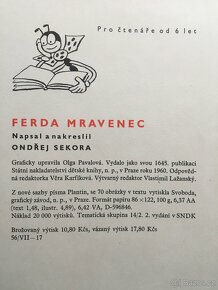 Pro čtenáře od 6 let
FERDA MRAVENEC
Napsal a nakreslil
ONDŘEJ SEKORA
Graficky upravila Olga Pavalová. Vydalo jako svou 1645. publikaci
Státní nakladatelství dětské knihy, n. p., v Praze roku 1960. Odpověd-
ná redaktorka Věra Karfíková. Výtvarný redaktor Vlastimil Lažanský.
Z nové sazby písma Plantin, se 70 obrázky v textu vytiskla Svoboda,
grafický závod, n. p., v Praze. Formát papíru 86 × 122, 100 g, 6,37 AA
(text 1,48, ilustr. 4,89), 6,42 VA, D-596846.
Náklad 20 000 výtisků. Tematická skupina 14/2. 2. vydání v SNDK
Brožovaný výtisk 10,80 Kčs, vázaný výtisk 17,80 Kčs
56/VII—17